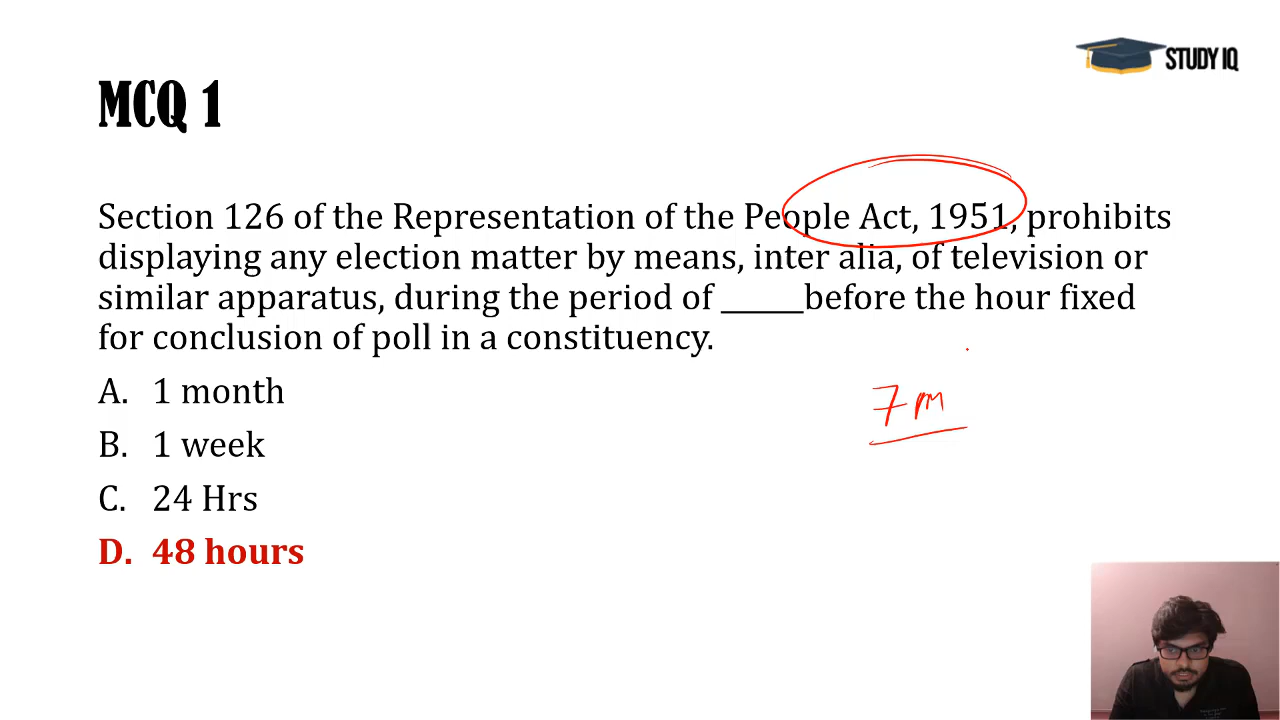 STUDY IQ
MCQ 1
Section 126 of the Representation of the People Act, 1951, prohibits
displaying any election matter by means, inter alia, of television or
similar apparatus, during the period of ______before the hour fixed
for conclusion of poll in a constituency.
A. 1 month
7 pm
B. 1 week
C. 24 Hrs
D. 48 hours